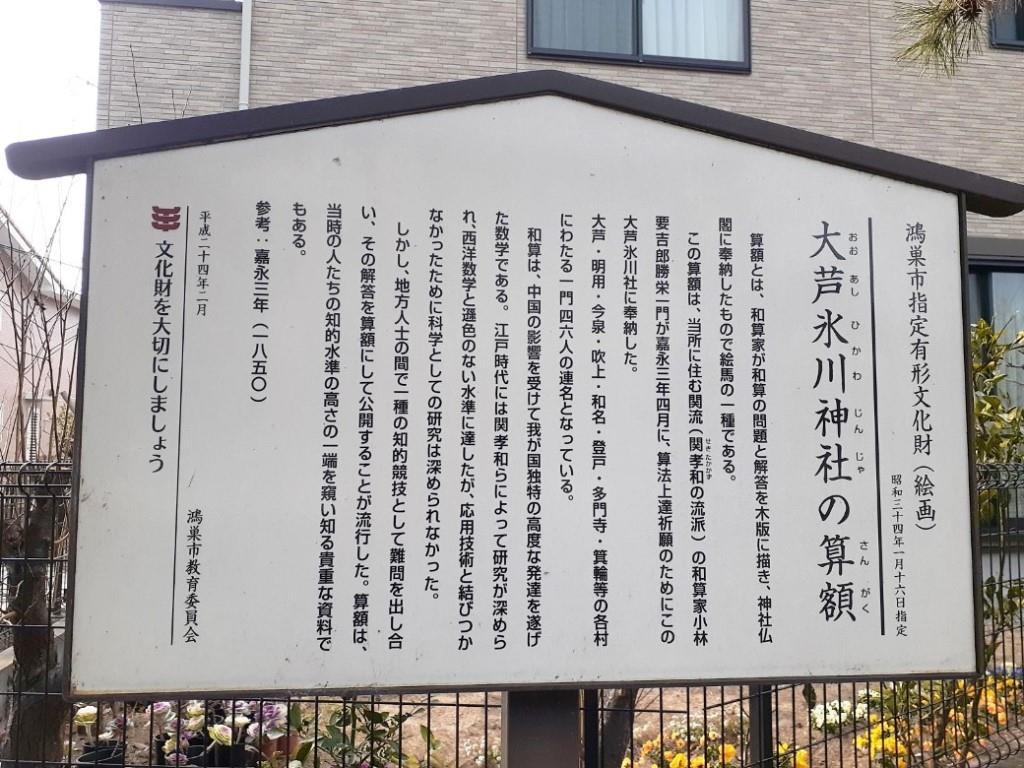 鴻巣市指定有形文化財（絵画）
昭和三十四年一月十六日指定
大芦氷川神社の算額
おおあしひかわじんじゃ さんがく
算額とは、和算家が和算の問題と解答を木版に描き、神社仏
閣に奉納したもので絵馬の一種である。
この算額は、当所に住む関流（関孝和の流派）の和算家小林
せきたかかず
要吉郎勝栄一門が嘉永三年四月に、算法上達祈願のためにこの
大芦氷川社に奉納した。
大芦・明用・今泉・吹上・和名・登戸・多門寺・箕輪等の各村
にわたる一門四六人の連名となっている。
和算は、中国の影響を受けて我が国独特の高度な発達を遂げ
た数学である。江戸時代には関孝和らによって研究が深めら
れ、西洋数学と遜色のない水準に達したが、応用技術と結びつか
なかったために科学としての研究は深められなかった。
しかし、地方人士の間で一種の知的競技として難問を出し合
い、その解答を算額にして公開することが流行した。算額は、
当時の人たちの知的水準の高さの一端を窺い知る貴重な資料で
もある。
参考：嘉永三年（一八五〇）
平成二十四年二月
鴻巣市教育委員会
文化財を大切にしましょう